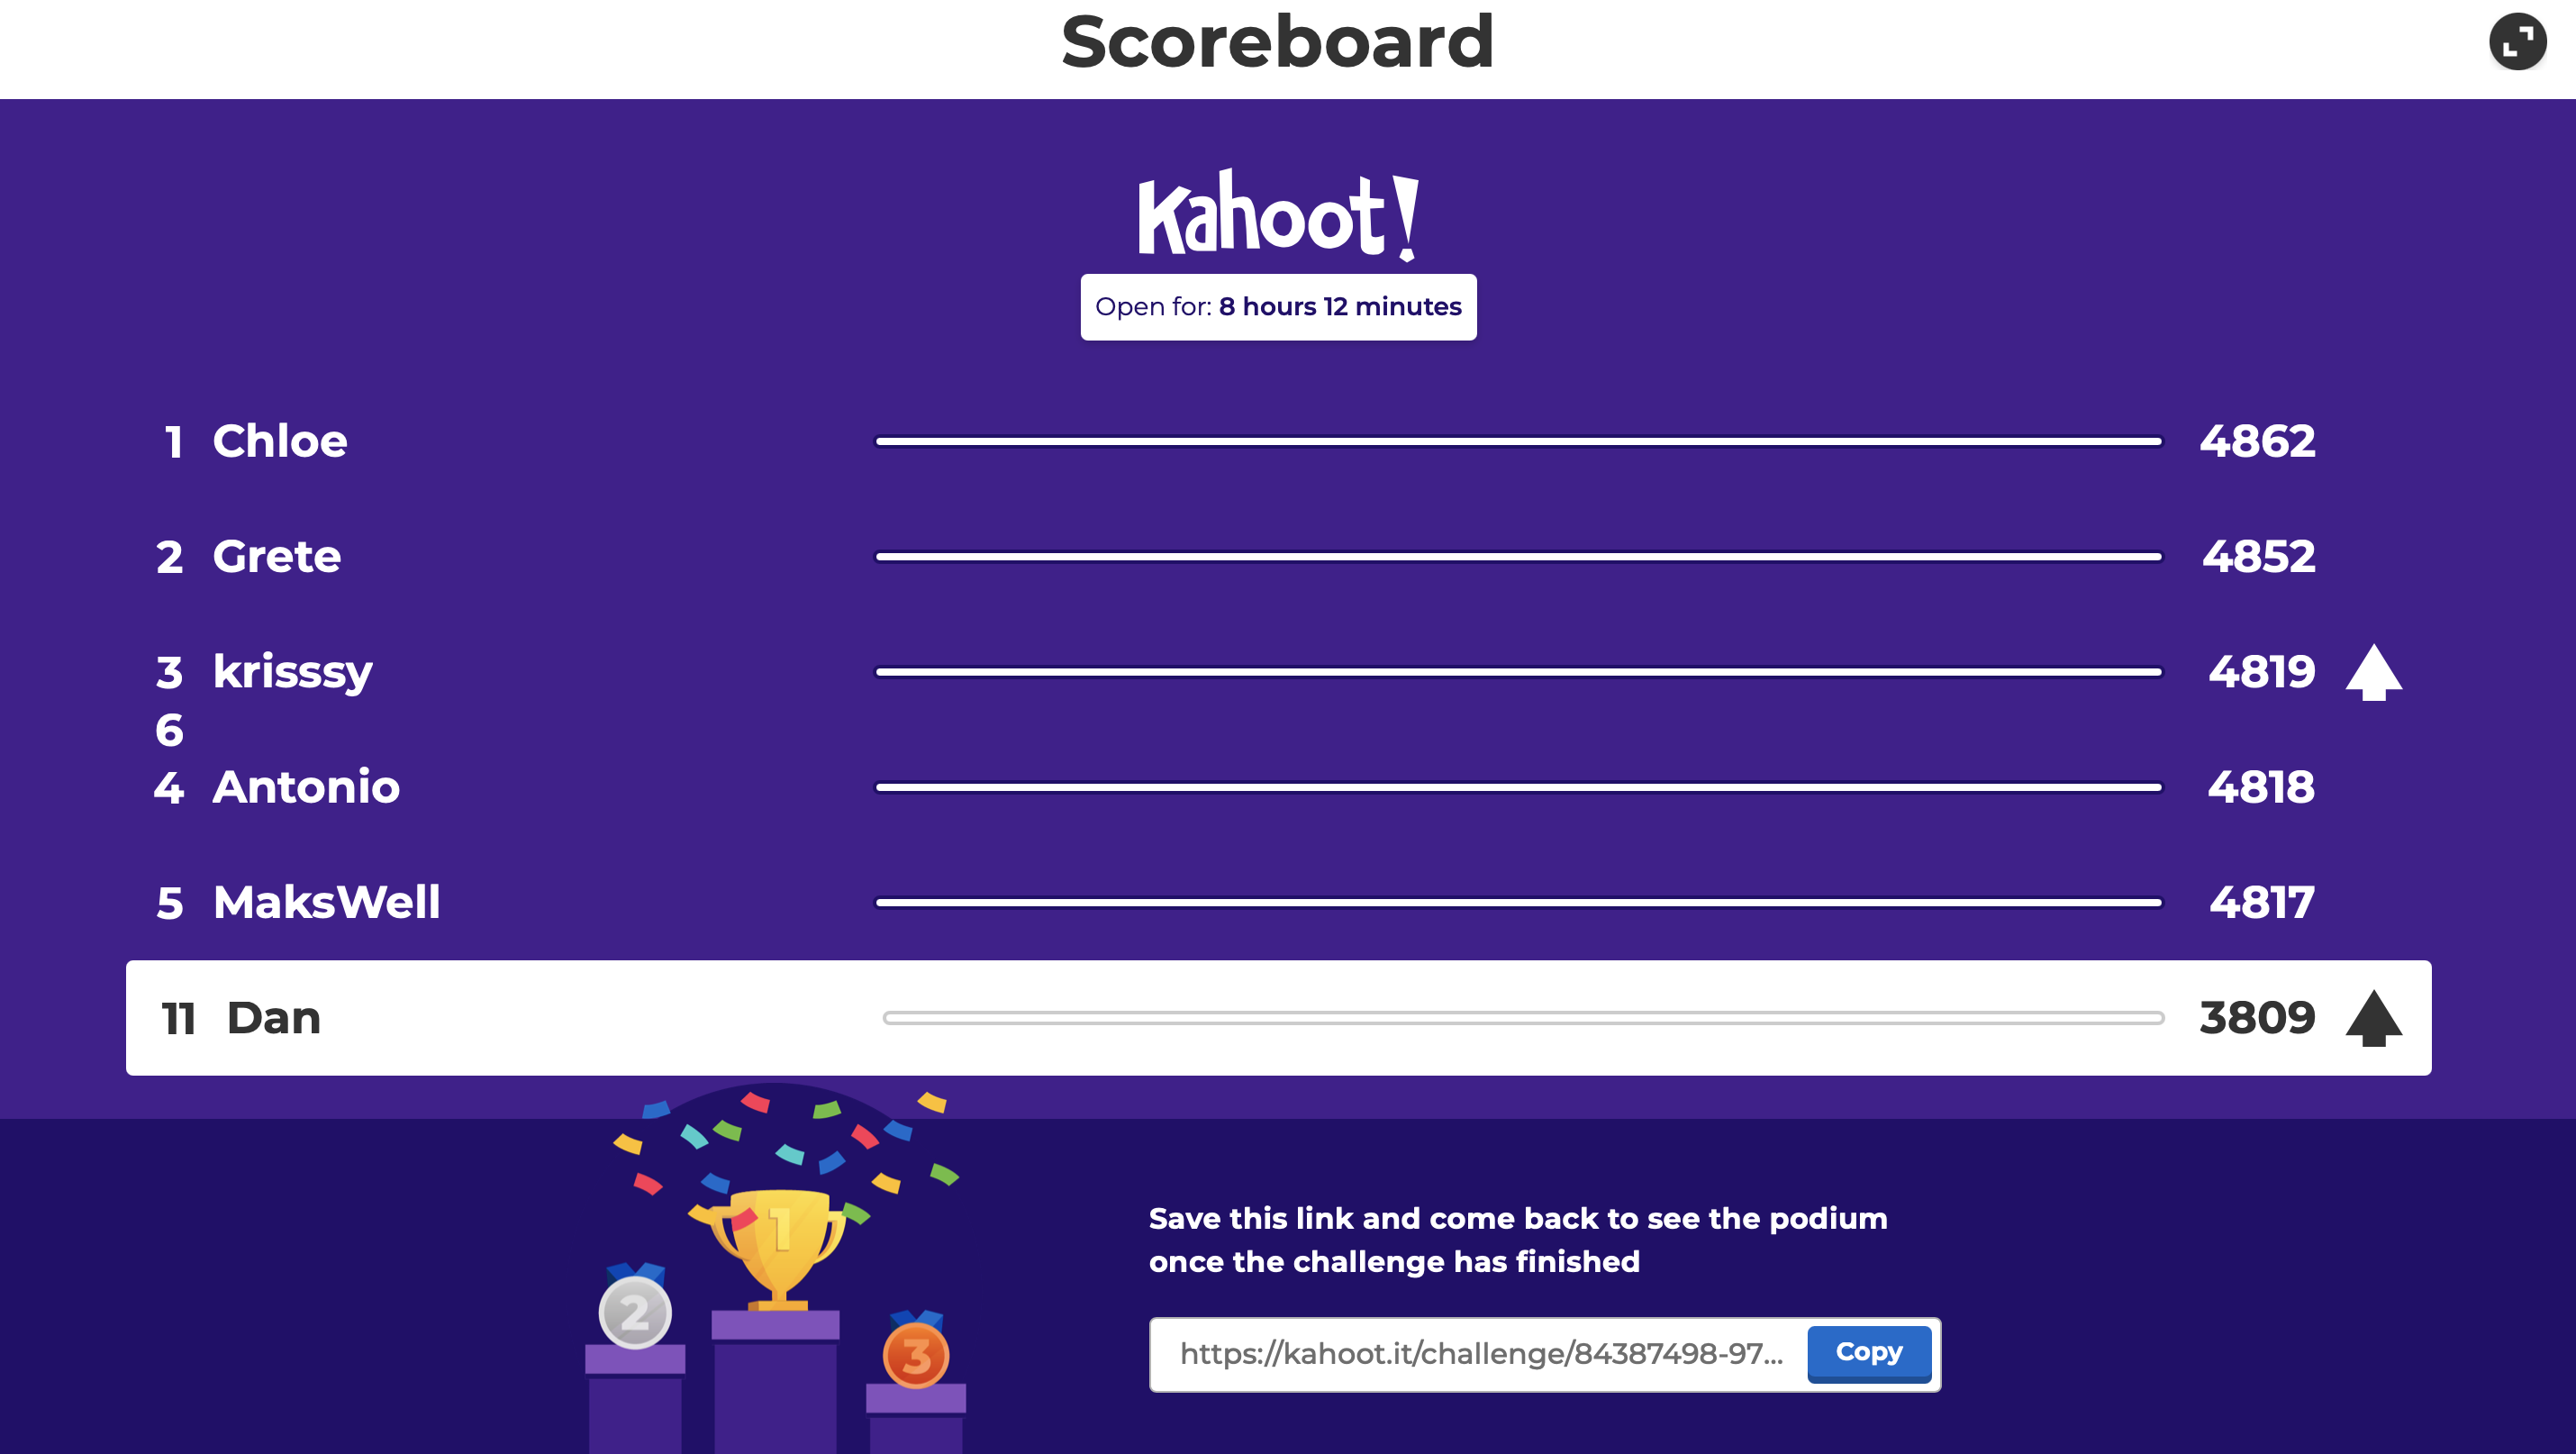 Scoreboard
Kahoot!
Open for: 8 hours 12 minutes
1 Chloe 4862
2 Grete 4852
3 krisssy 4819
6
4 Antonio 4818
5 MaksWell 4817
11 Dan 3809
1
2
3
Save this link and come back to see the podium
once the challenge has finished
https://kahoot.it/challenge/84387498-97... Copy